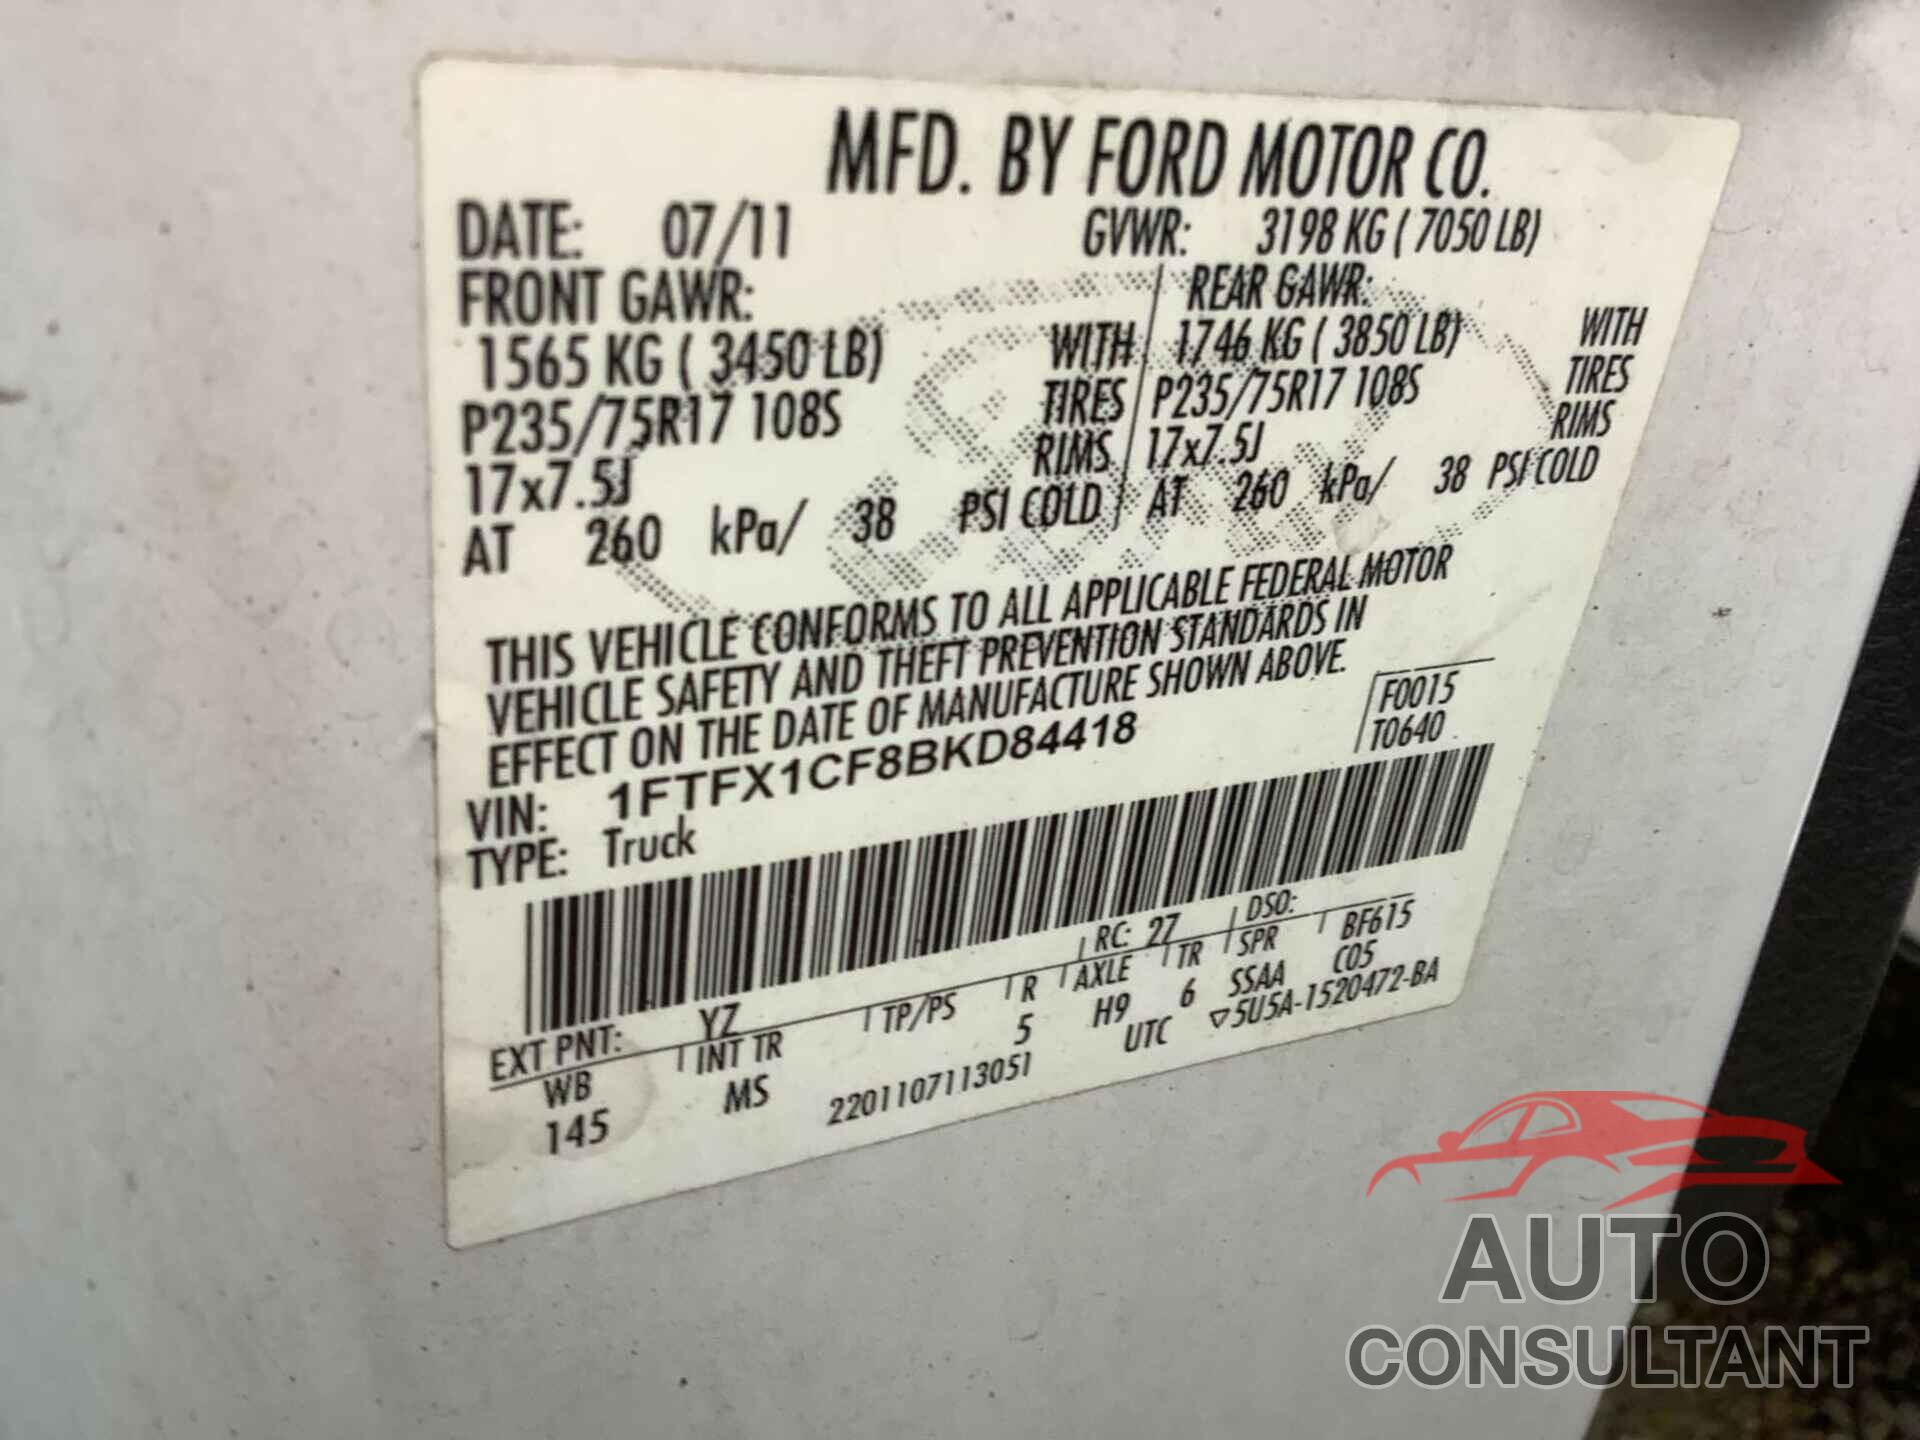 MFD. BY FORD MOTOR CO.
DATE: 07/11 GVWR: 3198 KG ( 7050 LB)
FRONT GAWR: REAR GAWR:
1565 KG ( 3450 LB) WITH 1746 KG ( 3850 LB) WITH
P235/75R17 108S TIRES P235/75R17 108S TIRES
17x7.5J RIMS 17x7.5J RIMS
AT 260 kPa/ 38 PSI COLD AT 260 kPa/ 38 PSI COLD
THIS VEHICLE CONFORMS TO ALL APPLICABLE FEDERAL MOTOR
VEHICLE SAFETY AND THEFT PREVENTION STANDARDS IN
EFFECT ON THE DATE OF MANUFACTURE SHOWN ABOVE.
VIN: 1FTFX1CF8BKD84418 F0015
TYPE: Truck T0640
EXT PNT: YZ RC: 27 DSO:
WB INT TR TP/PS R AXLE TR SPR BF615
145 MS 5 H9 6 SSAA C05
2201107113051 UTC ▽5U5A-1520472-BA
AUTO
CONSULTANT